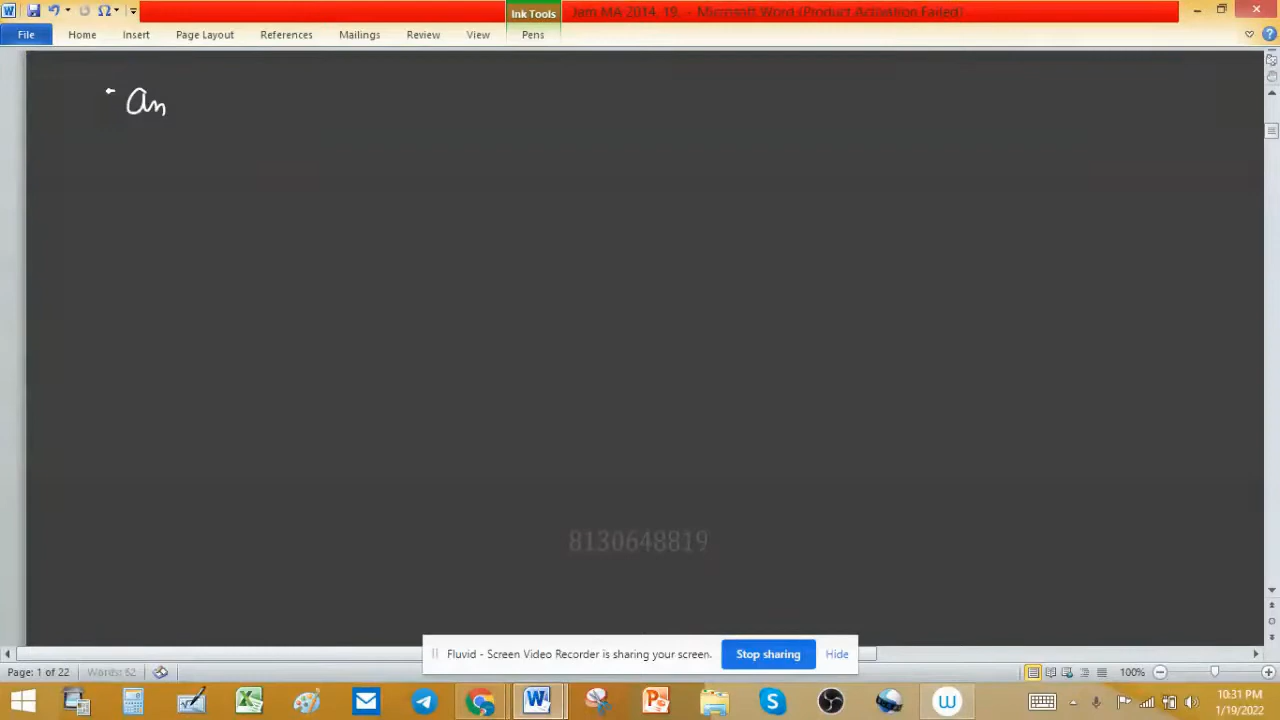 Ink Tools
Jam MA 2014. 19. - Microsoft Word (Product Activation Failed)
File Home Insert Page Layout References Mailings Review View Pens
an
8130648819
Fluvid - Screen Video Recorder is sharing your screen. Stop sharing Hide
Page: 1 of 22 Words: 52 100%
10:31 PM
1/19/2022